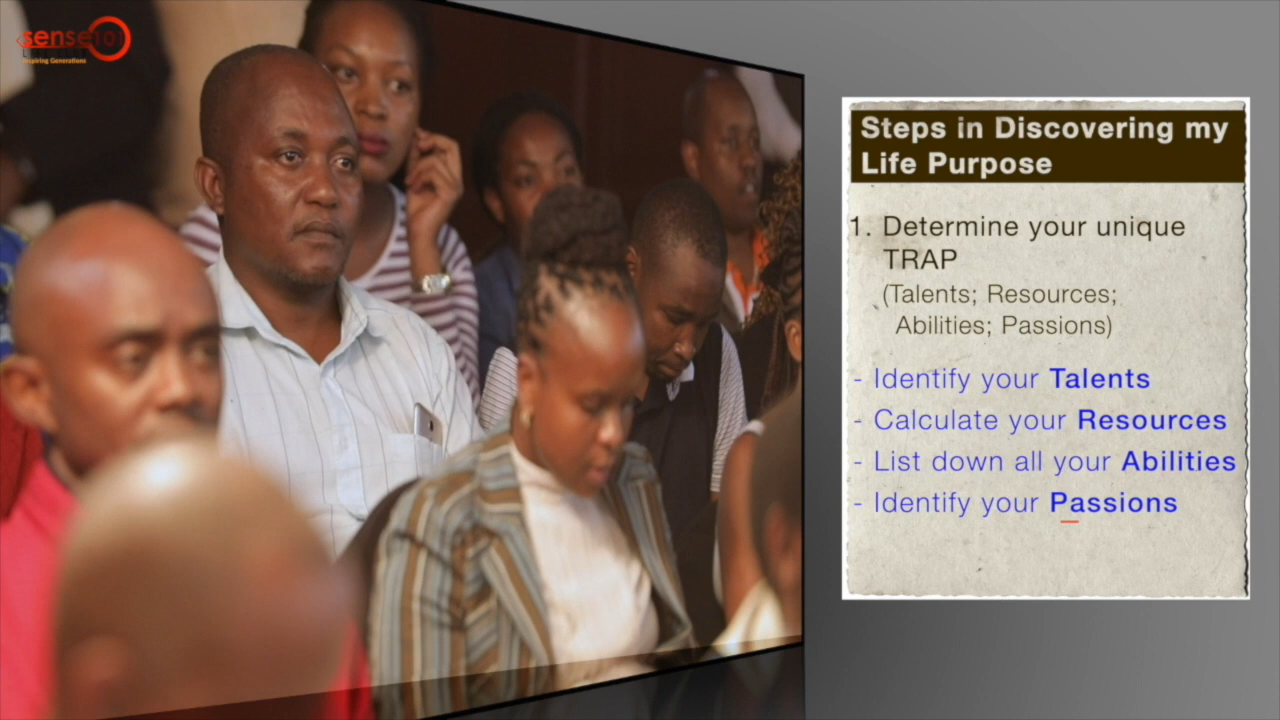 sense101
Inspiring Generations
Steps in Discovering my
Life Purpose
1. Determine your unique
TRAP
(Talents; Resources;
Abilities; Passions)
- Identify your Talents
- Calculate your Resources
- List down all your Abilities
- Identify your Passions